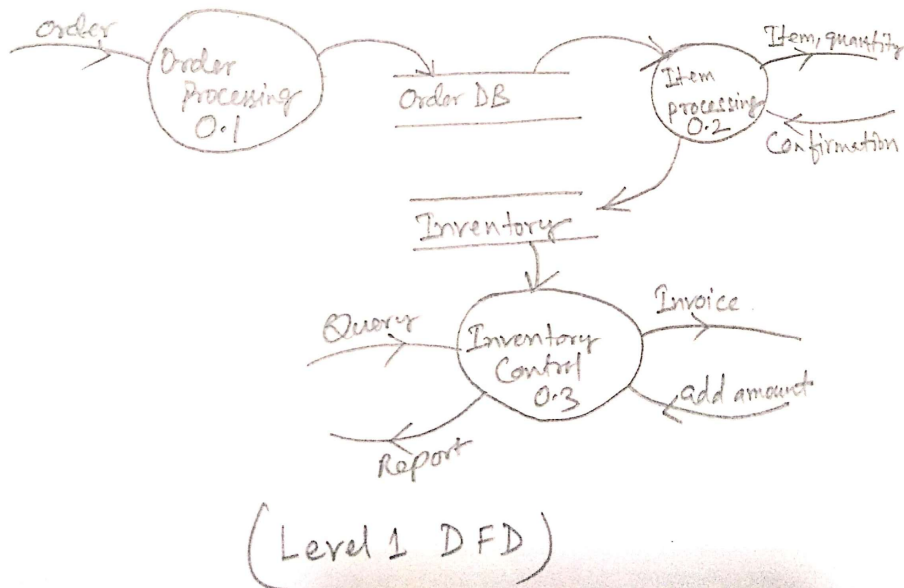 Order
Order
Processing
0.1
Order DB
Item
processing
0.2
Item, quantity
Confirmation
Inventory
Query
Inventory
Control
0.3
Invoice
add amount
Report
(Level 1 DFD)